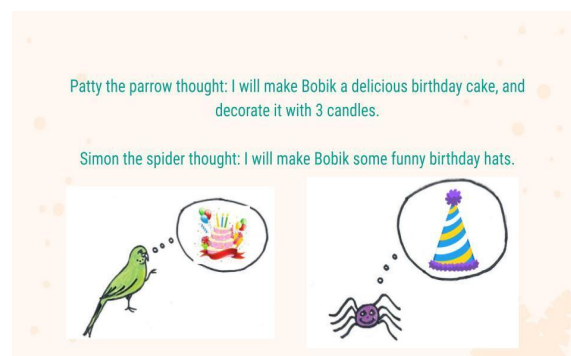 Patty the parrow thought: I will make Bobik a delicious birthday cake, and
decorate it with 3 candles.
Simon the spider thought: I will make Bobik some funny birthday hats.